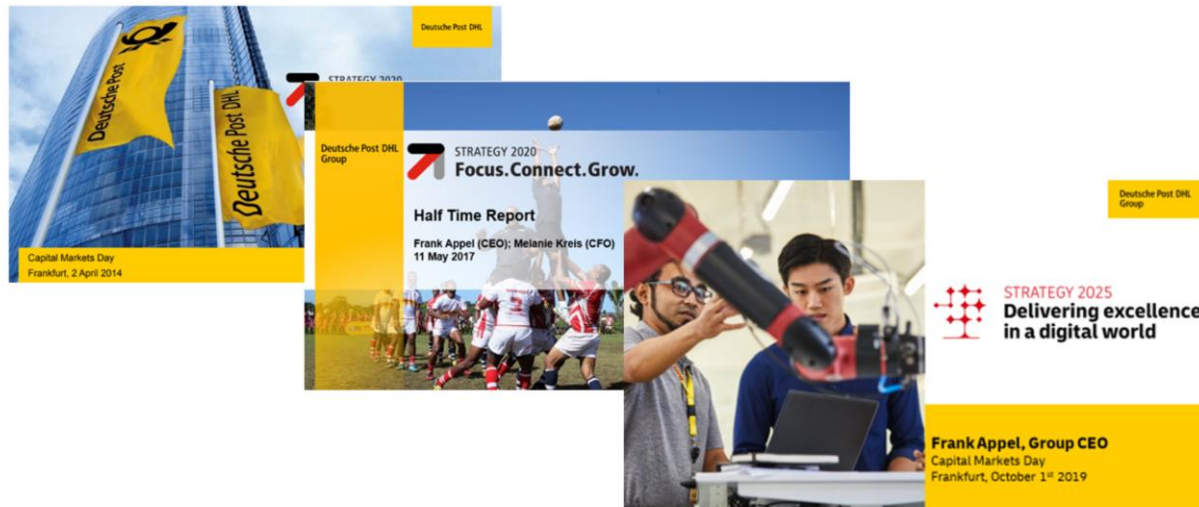 Deutsche Post DHL
Deutsche Post
Deutsche Post DHL
STRATEGY 2020
Capital Markets Day
Frankfurt, 2 April 2014
Deutsche Post DHL
Group
STRATEGY 2020
Focus.Connect.Grow.
Half Time Report
Frank Appel (CEO); Melanie Kreis (CFO)
11 May 2017
Deutsche Post DHL
Group
STRATEGY 2025
Delivering excellence
in a digital world
Frank Appel, Group CEO
Capital Markets Day
Frankfurt, October 1st 2019